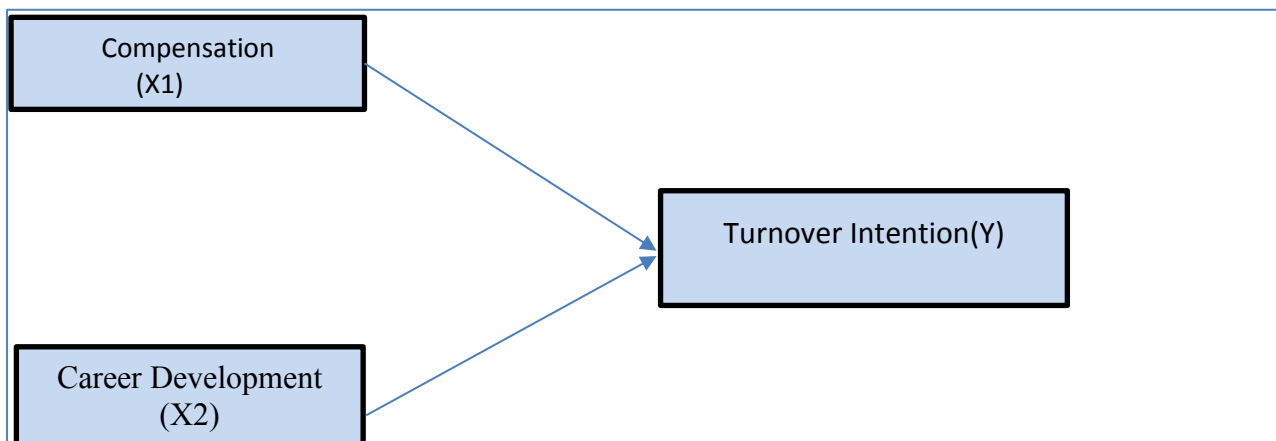 Compensation
(X1)
Turnover Intention(Y)
Career Development
(X2)